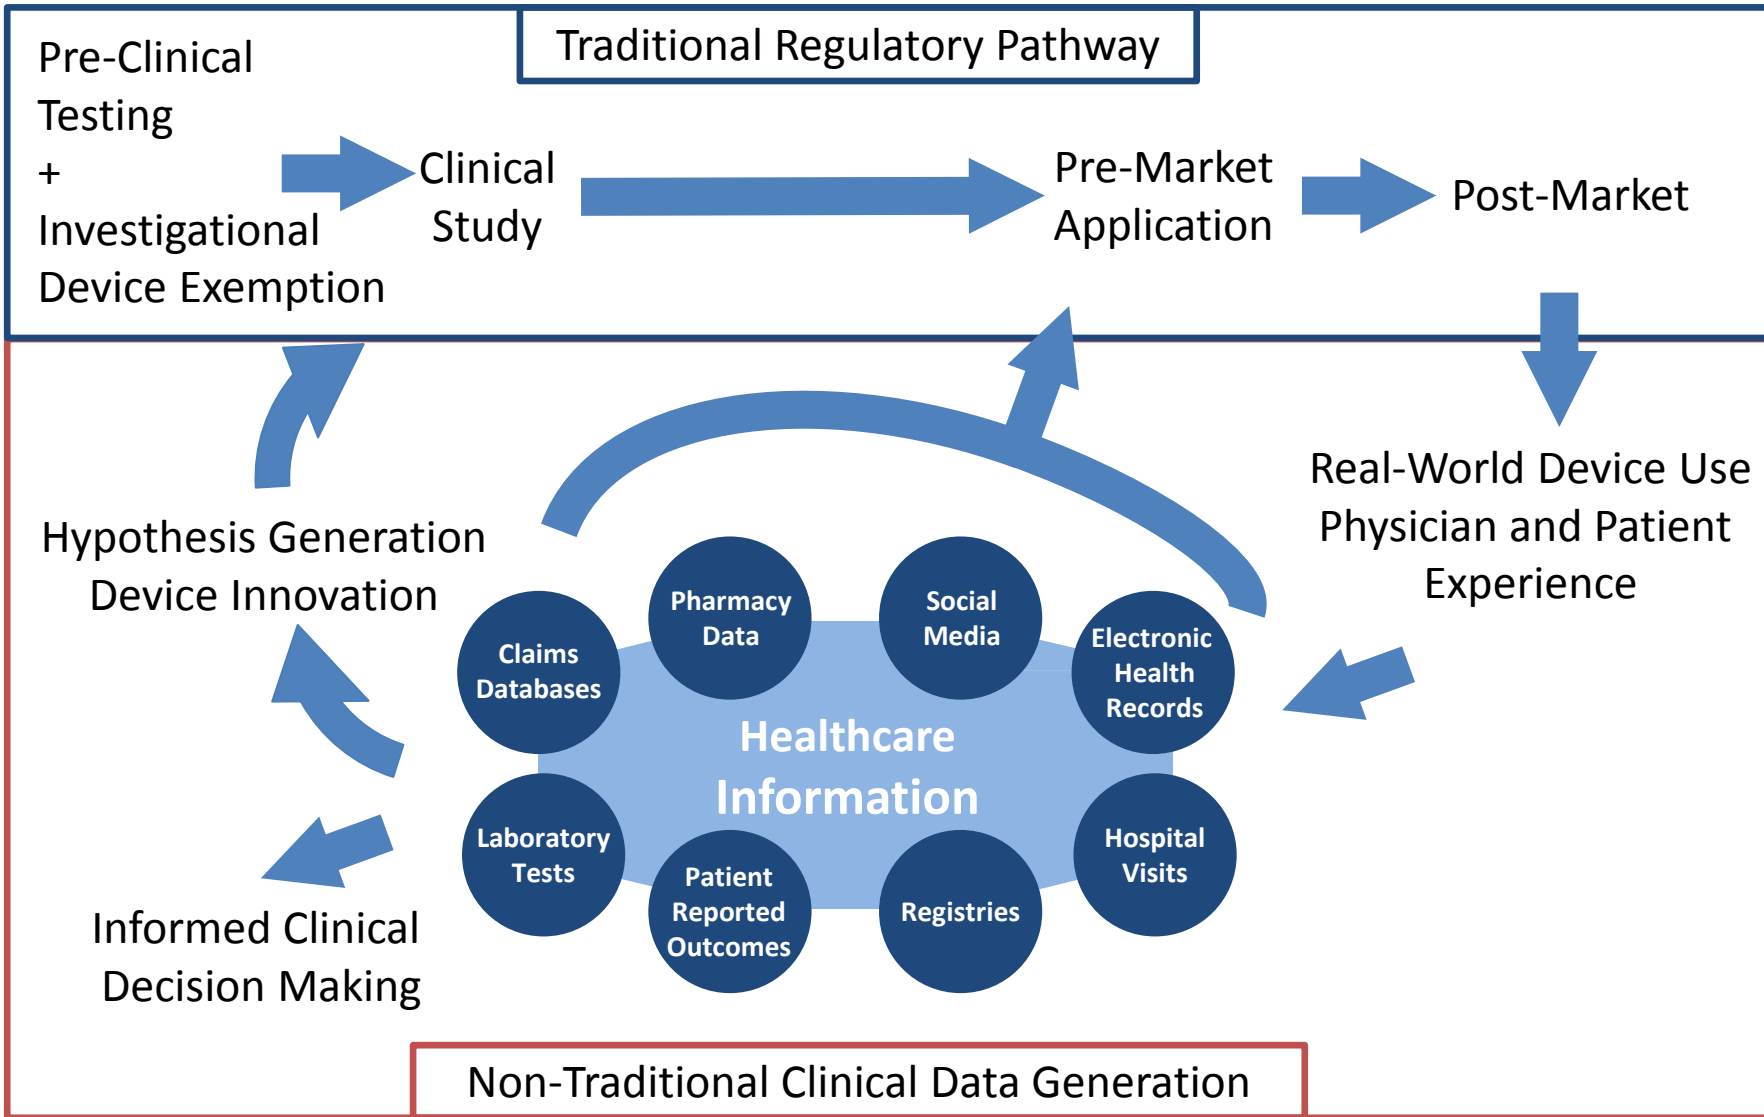 Traditional Regulatory Pathway
Pre-Clinical
Testing
+
Investigational
Device Exemption
Clinical
Study
Pre-Market
Application
Post-Market
Real-World Device Use
Physician and Patient
Experience
Hypothesis Generation
Device Innovation
Informed Clinical
Decision Making
Claims
Databases
Pharmacy
Data
Social
Media
Electronic
Health
Records
Healthcare
Information
Laboratory
Tests
Patient
Reported
Outcomes
Registries
Hospital
Visits
Non-Traditional Clinical Data Generation